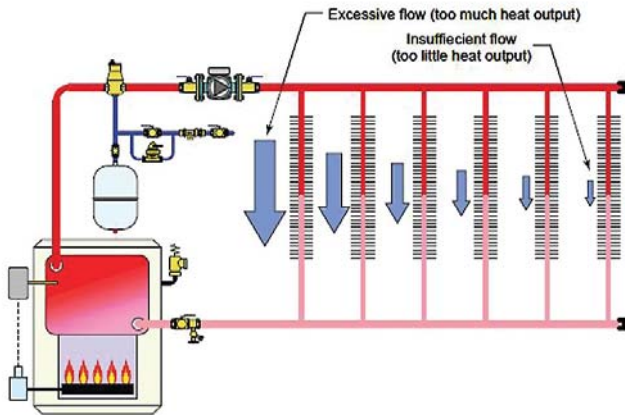 Excessive flow (too much heat output)
Insuffiecient flow
(too little heat output)